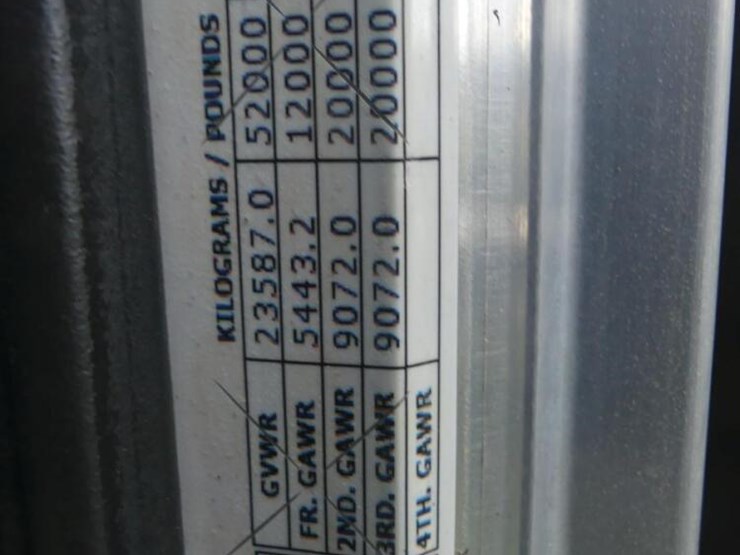 KILOGRAMS / POUNDS
GVWR 23587.0 52000
FR. GAWR 5443.2 12000
2MD. GAWR 9072.0 20000
3RD. GAWR 9072.0 20000
4TH. GAWR